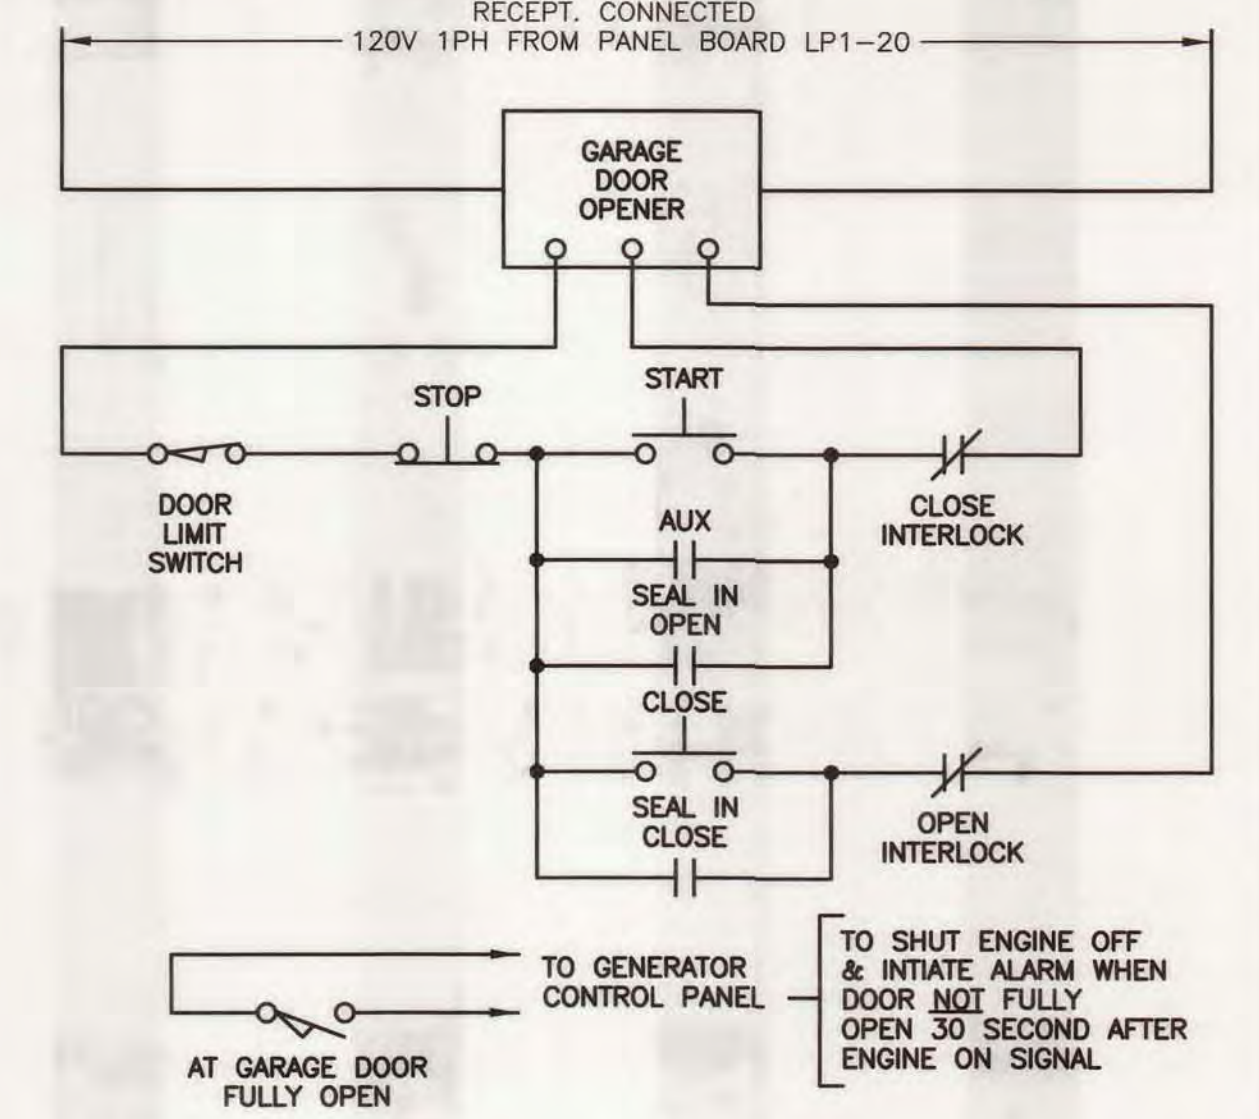 RECEPT. CONNECTED
120V 1PH FROM PANEL BOARD LP1-20
GARAGE
DOOR
OPENER
STOP
START
DOOR
LIMIT
SWITCH
CLOSE
INTERLOCK
AUX
SEAL IN
OPEN
CLOSE
SEAL IN
CLOSE
OPEN
INTERLOCK
AT GARAGE DOOR
FULLY OPEN
TO GENERATOR
CONTROL PANEL
TO SHUT ENGINE OFF
& INTIATE ALARM WHEN
DOOR NOT FULLY
OPEN 30 SECOND AFTER
ENGINE ON SIGNAL